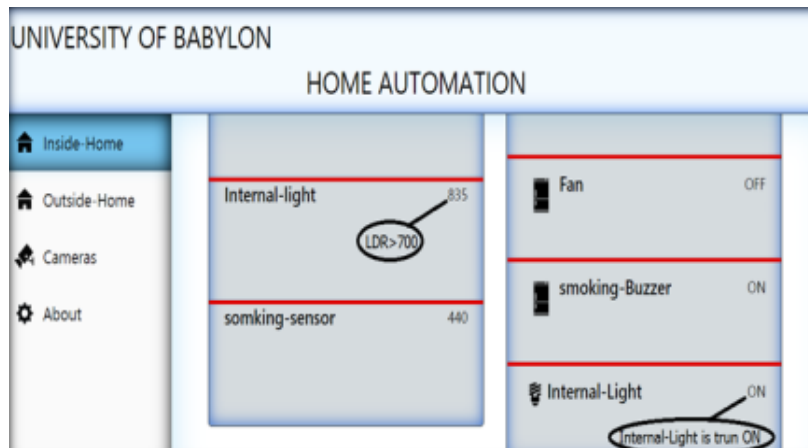 UNIVERSITY OF BABYLON
HOME AUTOMATION
Inside-Home
Outside-Home
Cameras
About
Internal-light 835
LDR>700
somking-sensor 440
Fan OFF
smoking-Buzzer ON
Internal-Light ON
Internal-Light is trun ON